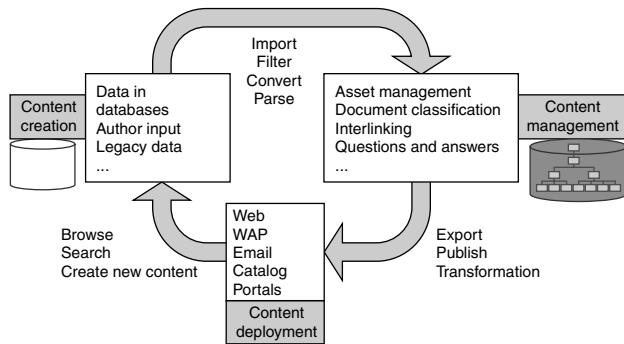 Import
Filter
Convert
Parse
Content
creation
Data in
databases
Author input
Legacy data
...
Asset management
Document classification
Interlinking
Questions and answers
...
Content
management
Browse
Search
Create new content
Web
WAP
Email
Catalog
Portals
Content
deployment
Export
Publish
Transformation